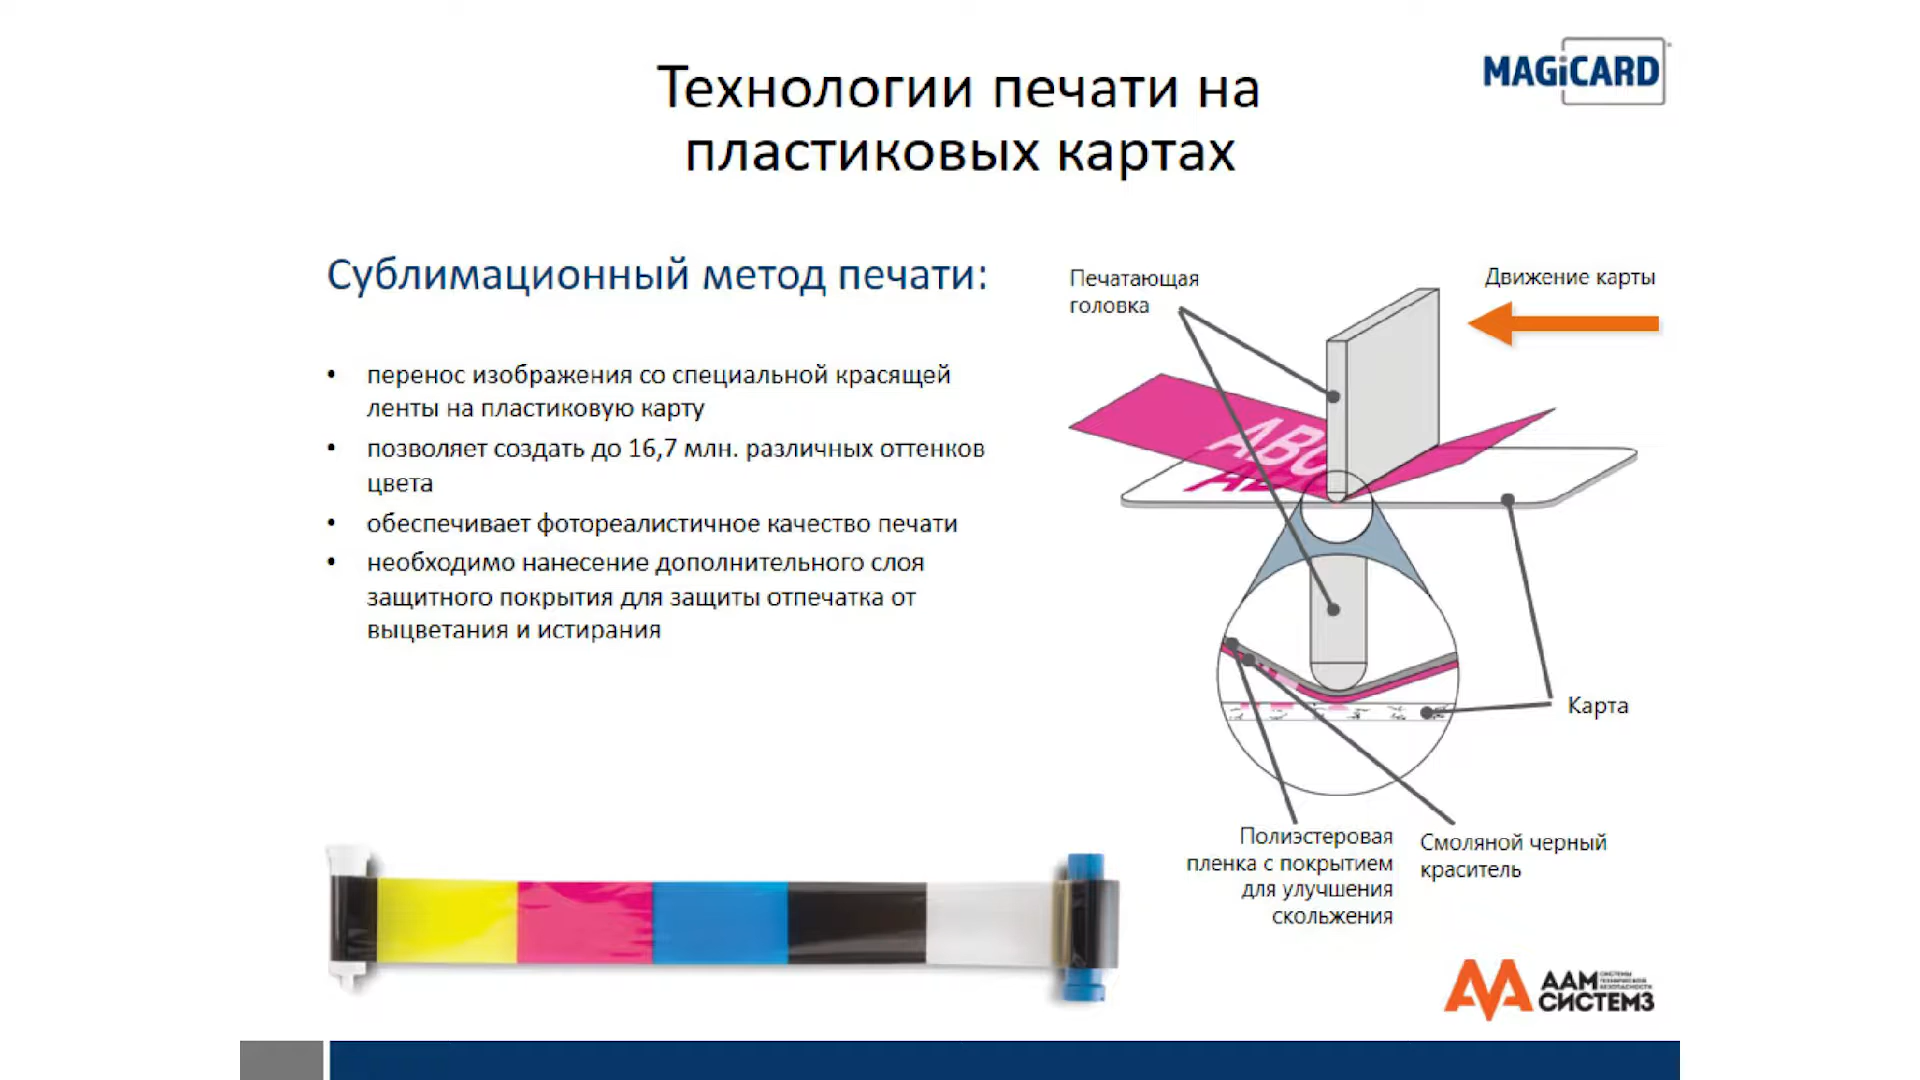 Технологии печати на
пластиковых картах
MAGiCARD
Сублимационный метод печати:
• перенос изображения со специальной красящей
ленты на пластиковую карту
• позволяет создать до 16,7 млн. различных оттенков
цвета
• обеспечивает фотореалистичное качество печати
• необходимо нанесение дополнительного слоя
защитного покрытия для защиты отпечатка от
выцветания и истирания
Печатающая
головка
Движение карты
ABC
Карта
Полиэстеровая
пленка с покрытием
для улучшения
скольжения
Смоляной черный
краситель
ААМ
СИСТЕМЗ
СИСТЕМЫ
ТЕХНИЧЕСКОЙ
БЕЗОПАСНОСТИ